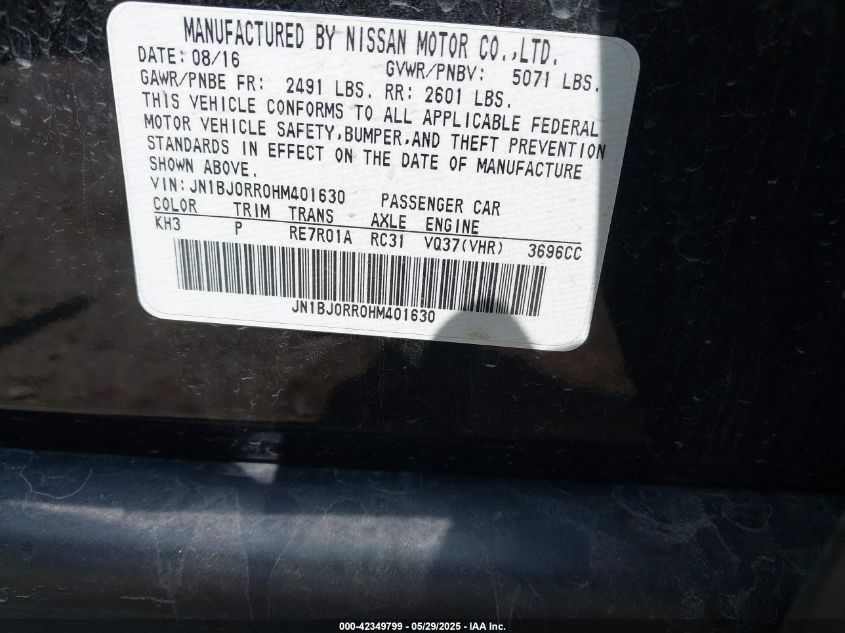 MANUFACTURED BY NISSAN MOTOR CO.,LTD.
DATE: 08/16 GVWR/PNBV: 5071 LBS.
GAWR/PNBE FR: 2491 LBS. RR: 2601 LBS.
THIS VEHICLE CONFORMS TO ALL APPLICABLE FEDERAL
MOTOR VEHICLE SAFETY,BUMPER,AND THEFT PREVENTION
STANDARDS IN EFFECT ON THE DATE OF MANUFACTURE
SHOWN ABOVE.
VIN: JN1BJ0RR0HM401630 PASSENGER CAR
COLOR TRIM TRANS AXLE ENGINE
KH3 P RE7R01A RC31 VQ37(VHR) 3696CC
JN1BJ0RR0HM401630
000-42349799 - 05/29/2025 - IAA Inc.